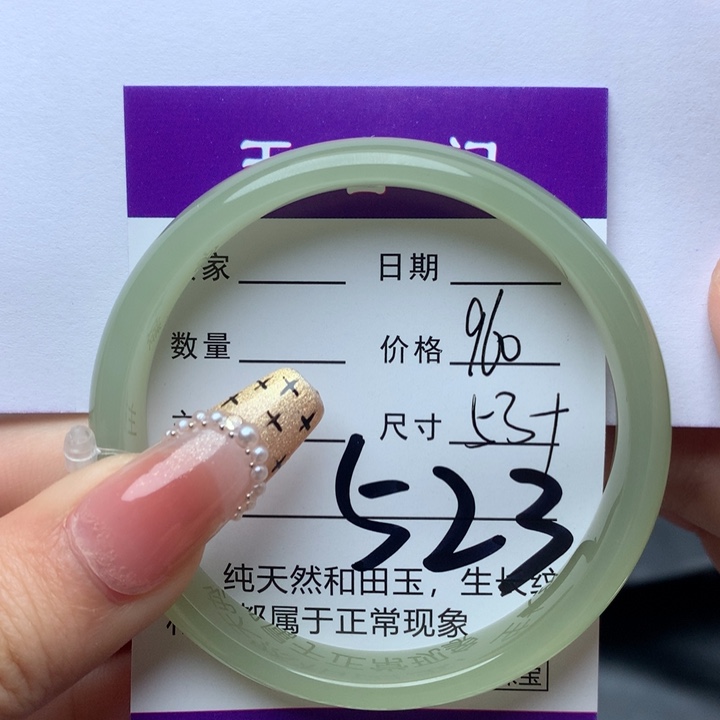 家 日期
数量 价格 960
尺寸 53+
523
纯天然和田玉，生长纹
都属于正常现象
宝